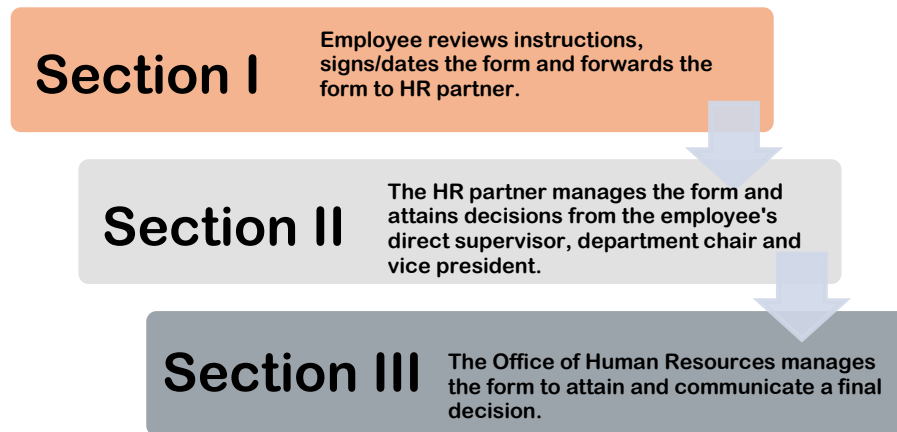 Section I
Employee reviews instructions,
signs/dates the form and forwards the
form to HR partner.
Section II
The HR partner manages the form and
attains decisions from the employee's
direct supervisor, department chair and
vice president.
Section III
The Office of Human Resources manages
the form to attain and communicate a final
decision.